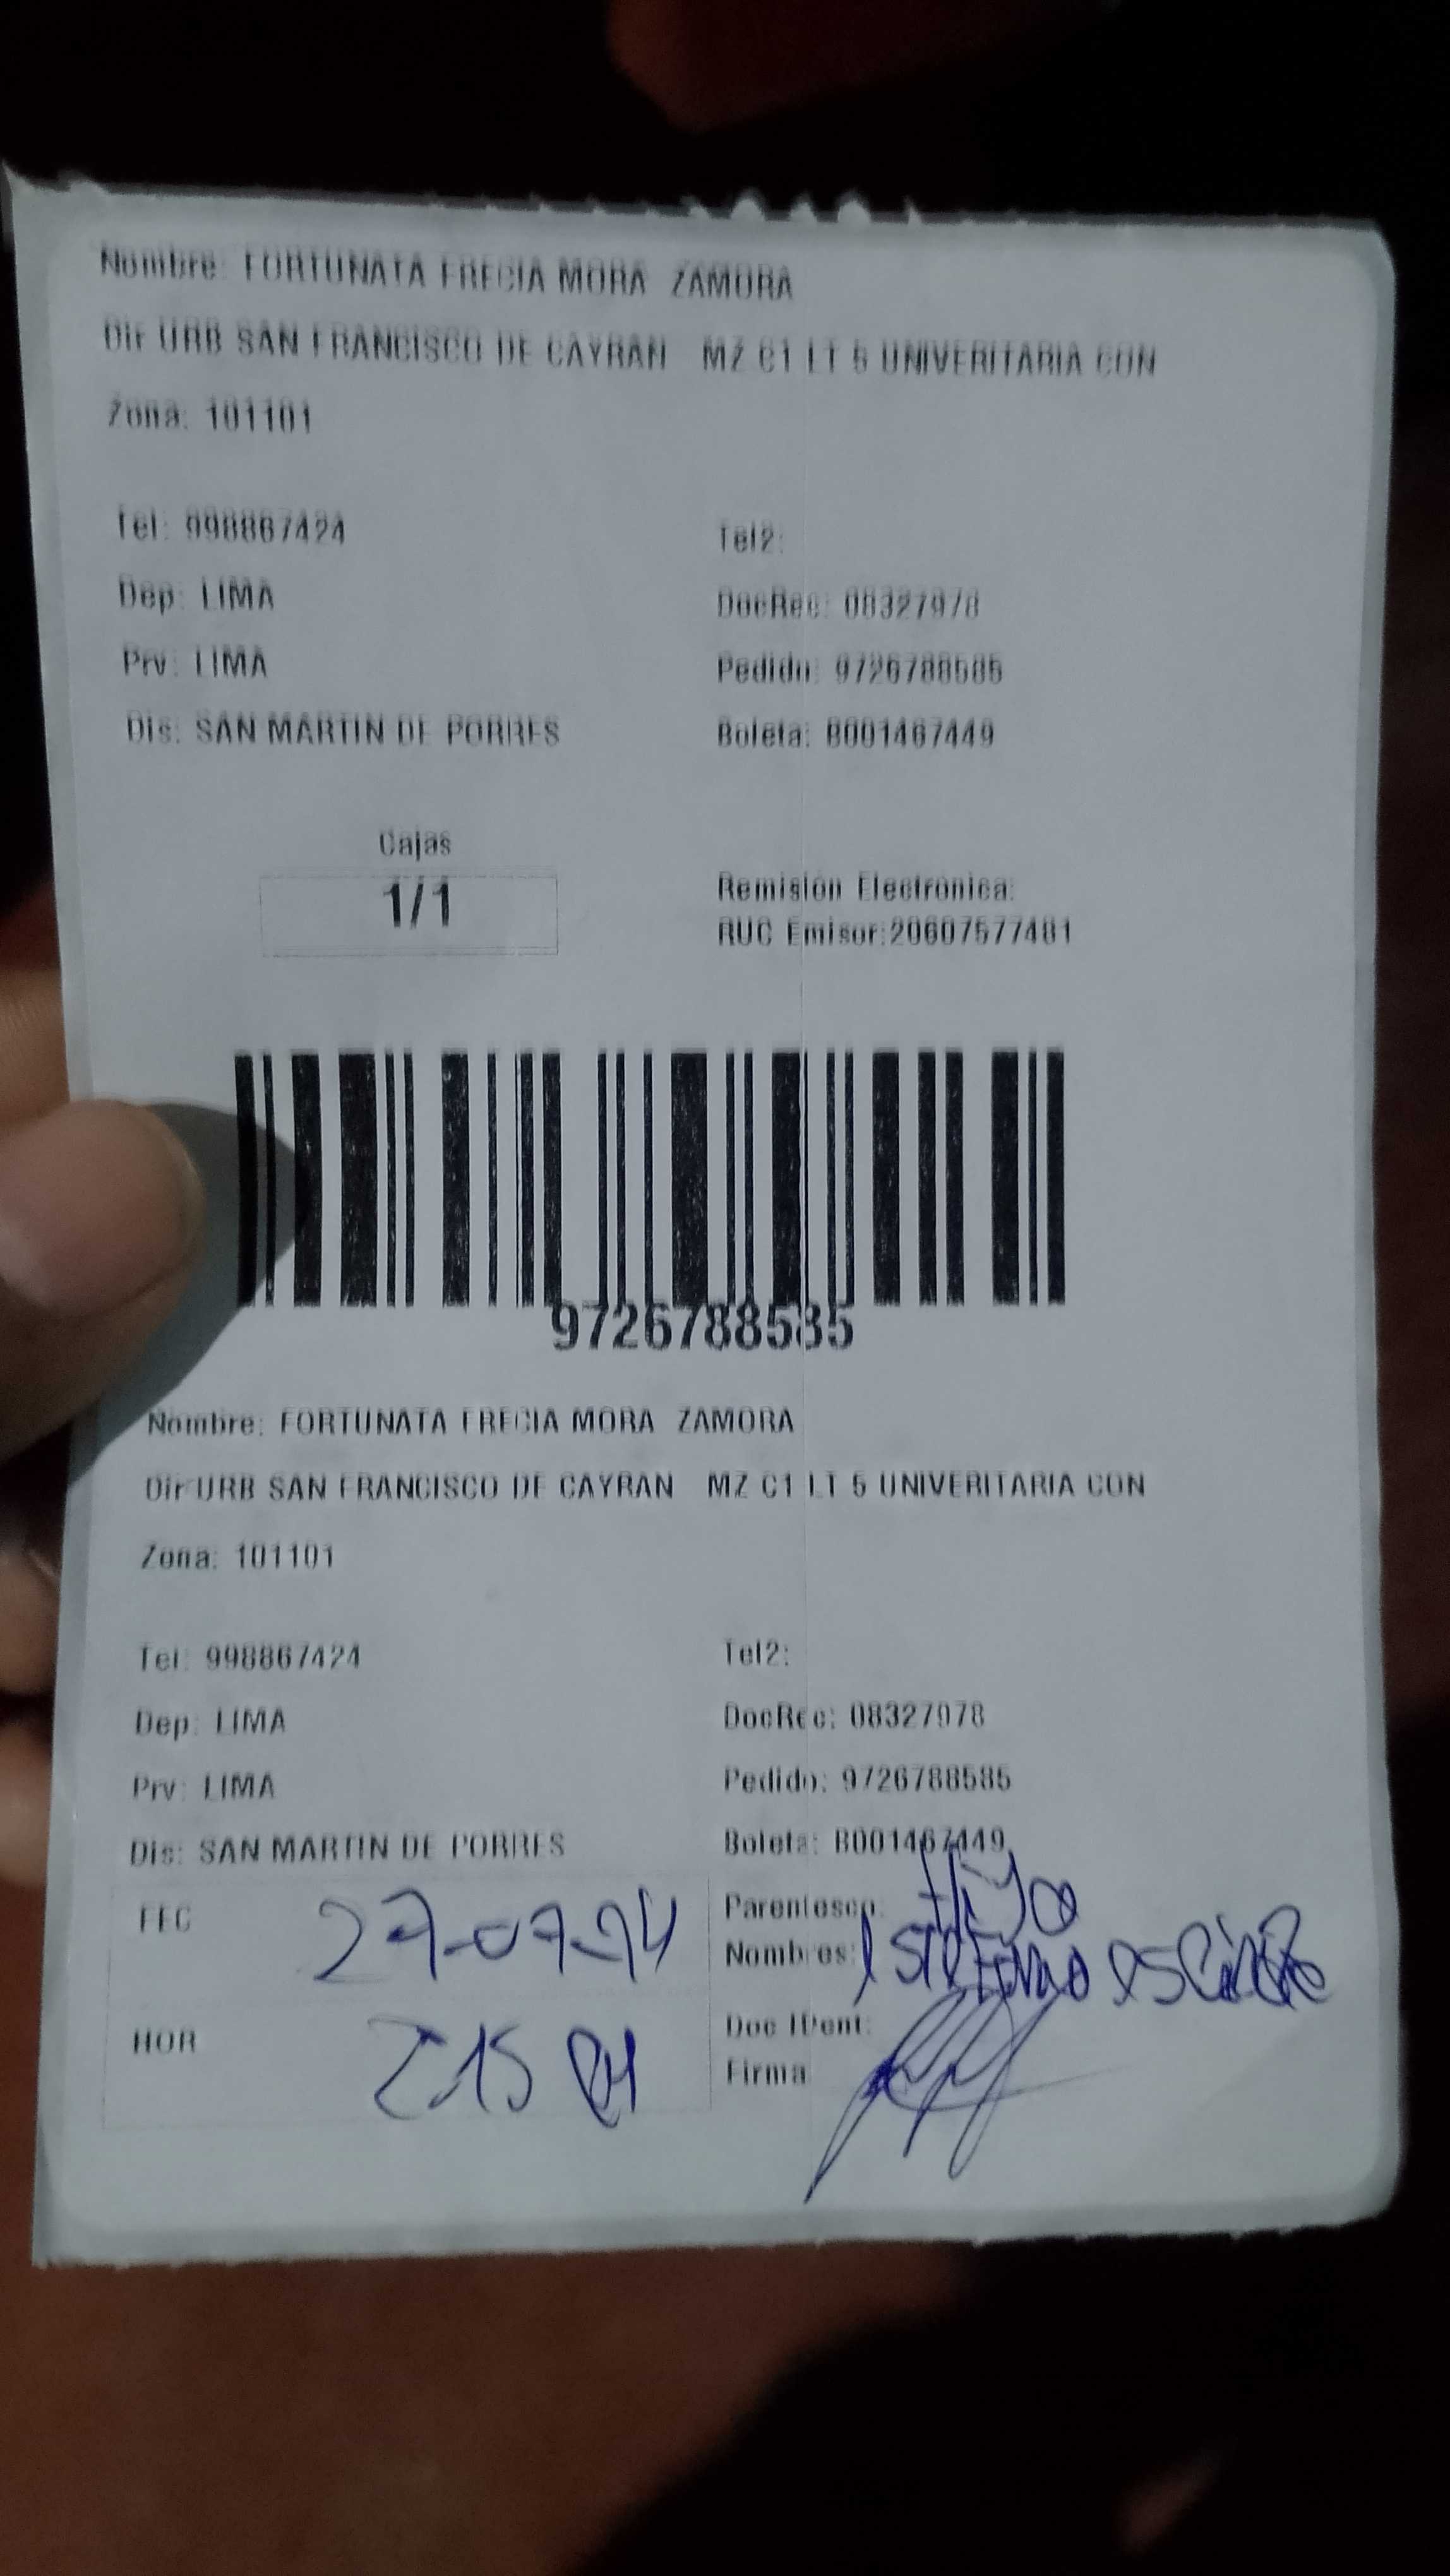 Nombre: FORTUNATA FRECIA MORA ZAMORA
Dir URB SAN FRANCISCO DE CAYRAN MZ C1 LT 5 UNIVERITARIA CON
Zona: 101101
Tel: 998867424 Tel2:
Dep: LIMA DocRec: 08327978
Prv: LIMA Pedido: 9726788585
Dis: SAN MARTIN DE PORRES Boleta: B001467449
Cajas
1/1
Remisión Electrónica:
RUC Emisor:20607577481
9726788585
Nombre: FORTUNATA FRECIA MORA ZAMORA
Dir URB SAN FRANCISCO DE CAYRAN MZ C1 LT 5 UNIVERITARIA CON
Zona: 101101
Tel: 998867424 Tel2:
Dep: LIMA DocRec: 08327978
Prv: LIMA Pedido: 9726788585
Dis: SAN MARTIN DE PORRES Boleta: B001467449
FEC 27-07-24 Parentesco: Hijo
Nombres:
HOR Doc IDent:
Firma